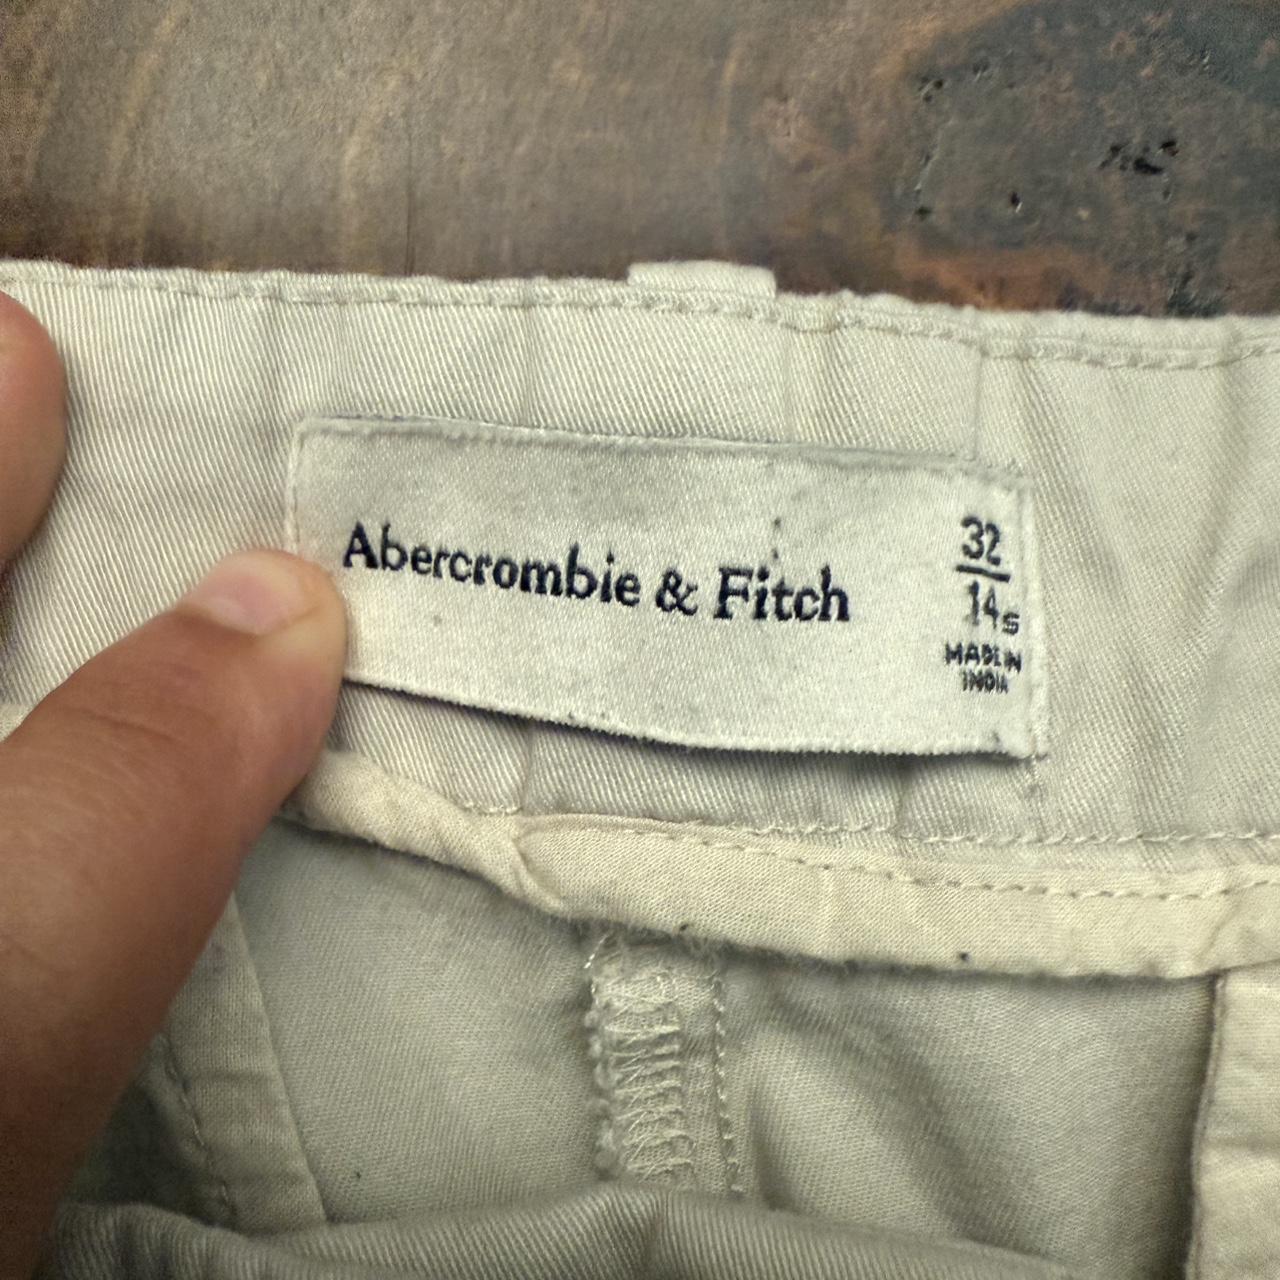 Abercrombie & Fitch
32
14s
MADE IN
INDIA